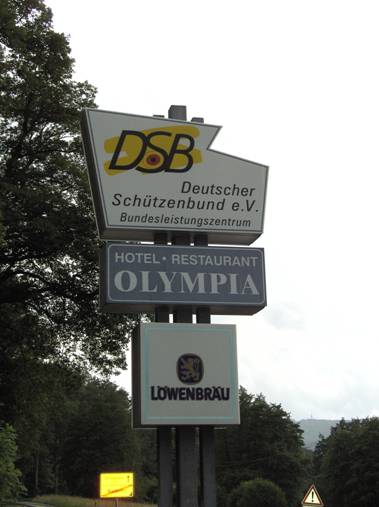 DSB
Deutscher
Schützenbund e.V.
Bundesleistungszentrum
HOTEL • RESTAURANT
OLYMPIA
LÖWENBRÄU